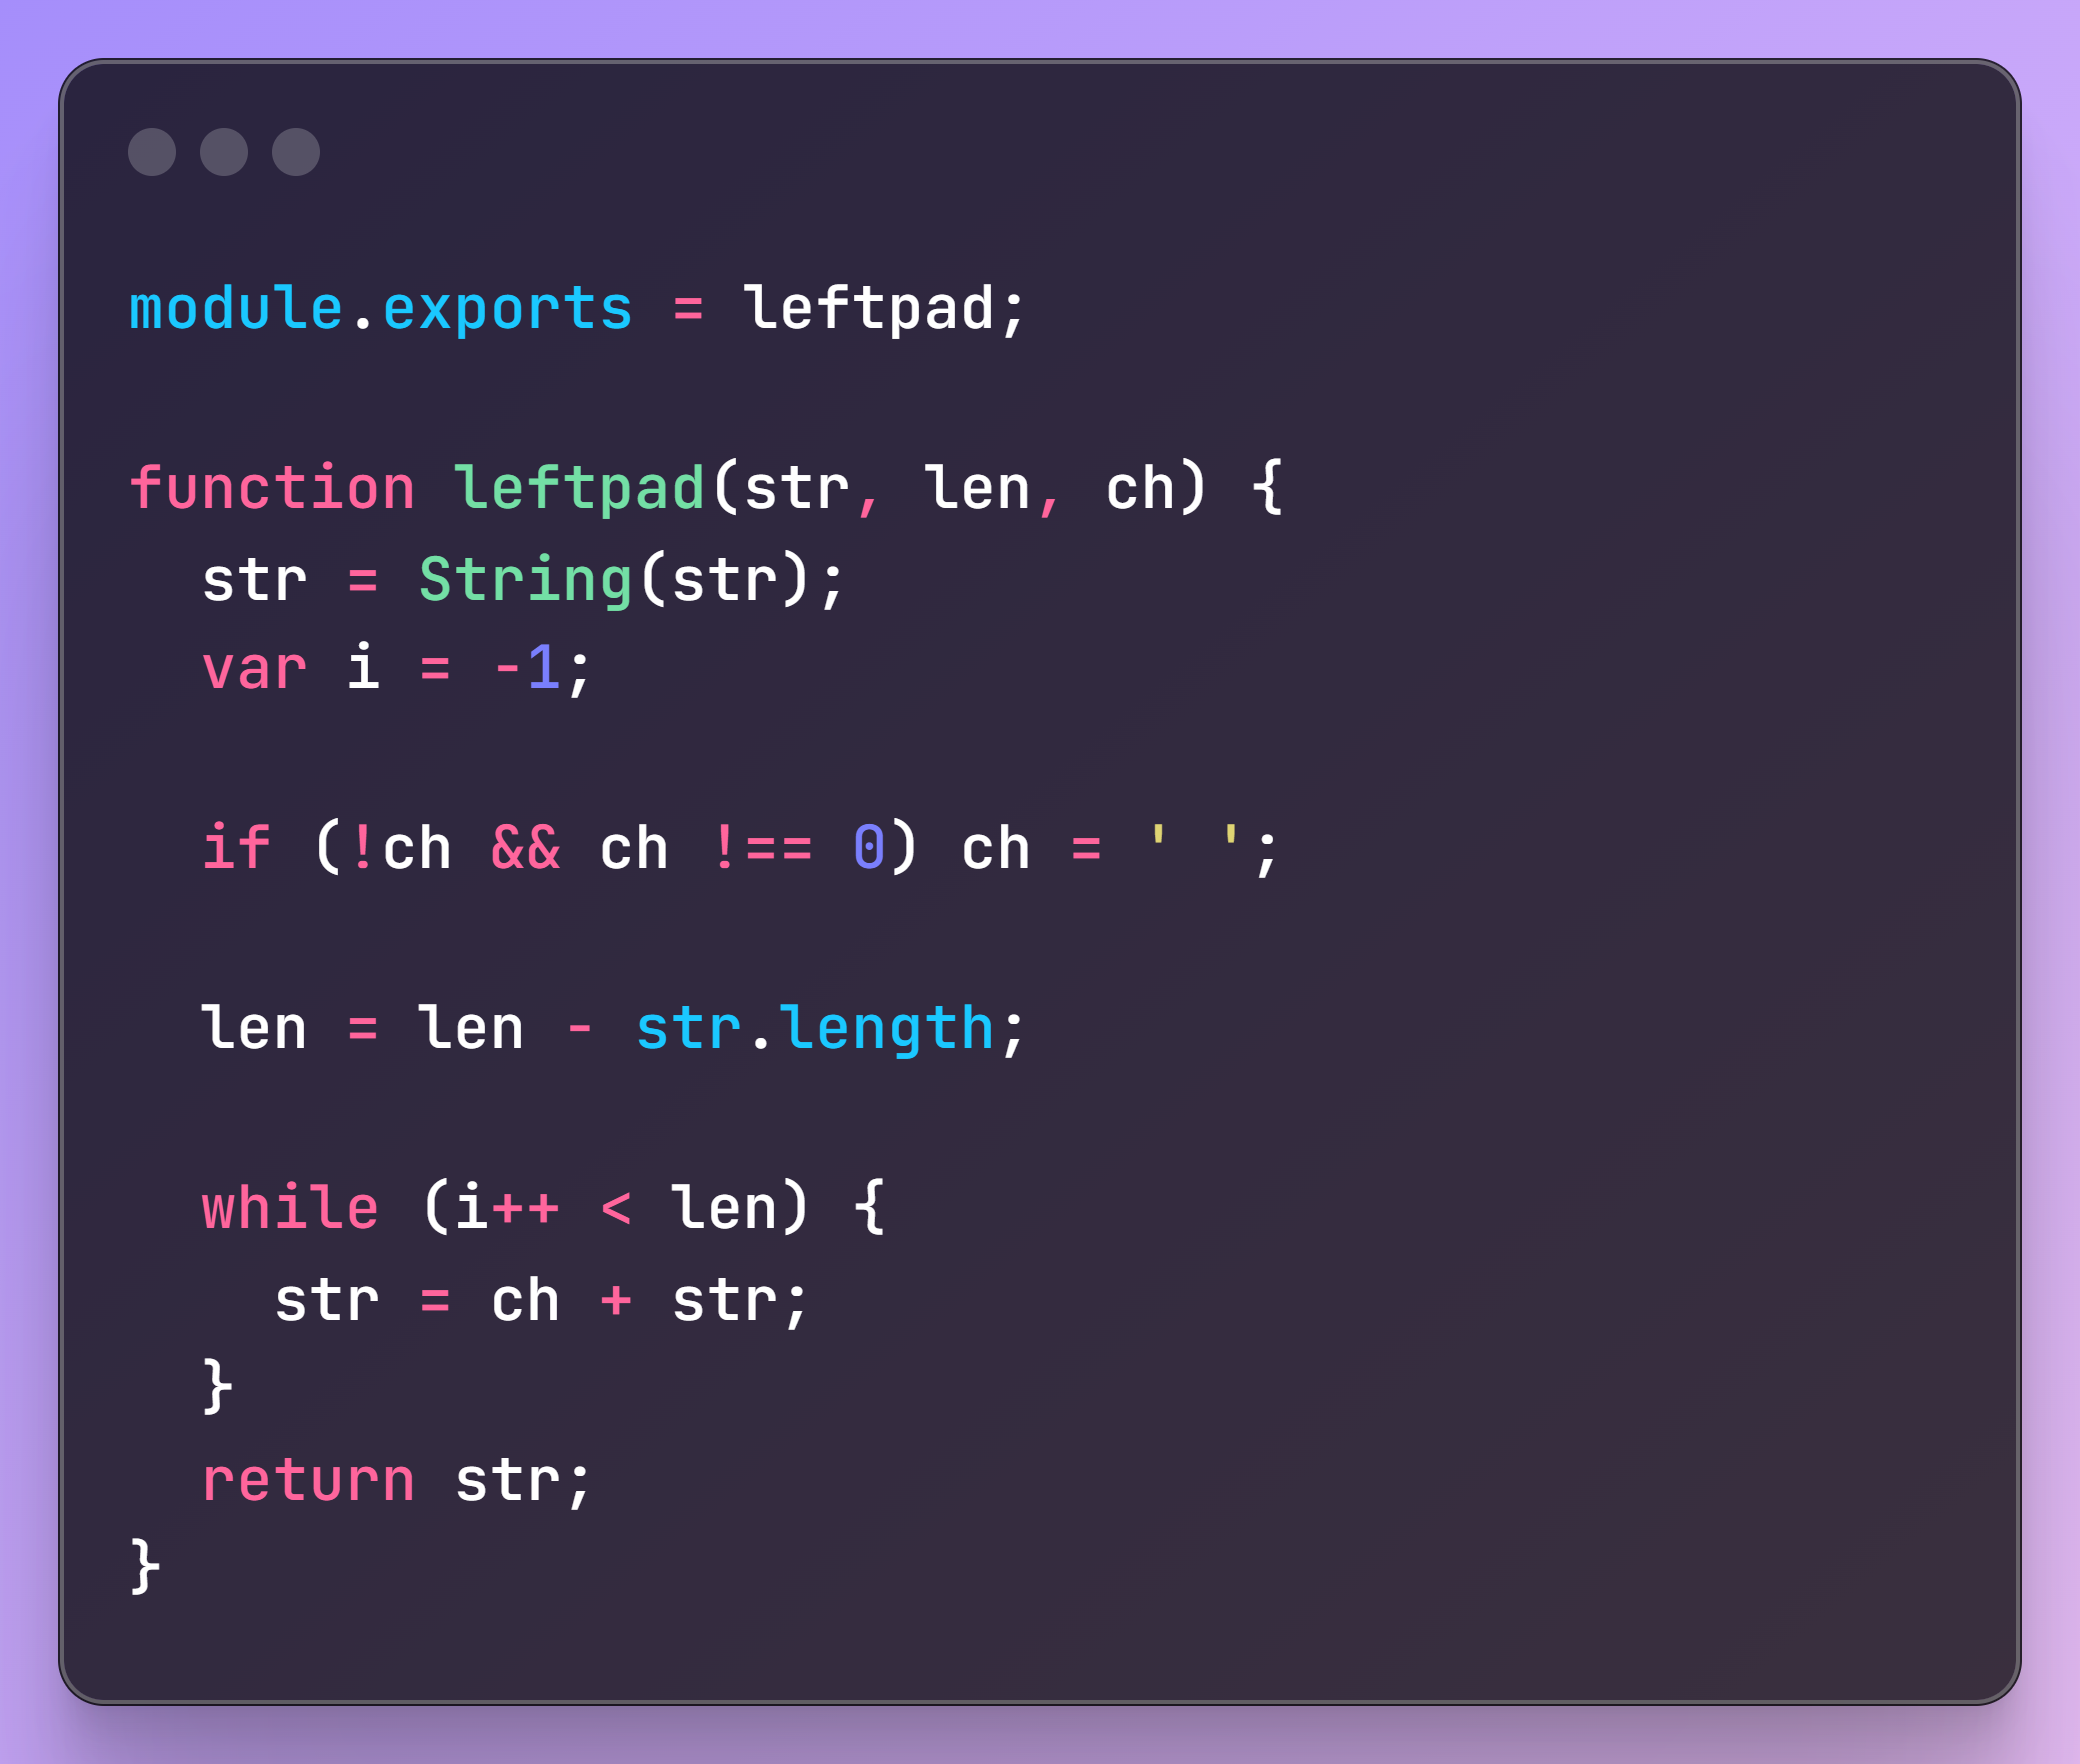 module.exports = leftpad;

function leftpad(str, len, ch) {
  str = String(str);
  var i = -1;

  if (!ch && ch !== 0) ch = ' ';

  len = len - str.length;

  while (i++ < len) {
    str = ch + str;
  }
  return str;
}